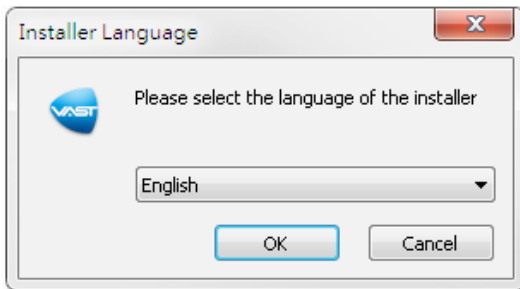 Installer Language
VAST
Please select the language of the installer
English
OK
Cancel